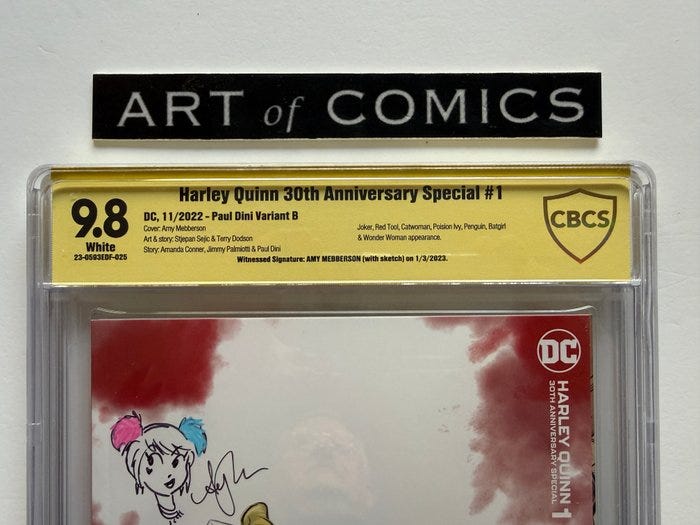 ART of COMICS
Harley Quinn 30th Anniversary Special #1
9.8
White
23-0593EDF-025
DC, 11/2022 - Paul Dini Variant B
Cover: Amy Mebberson
Art & story: Stjepan Sejic & Terry Dodson
Story: Amanda Conner, Jimmy Palmiotti & Paul Dini
Joker, Red Tool, Catwoman, Poision Ivy, Penguin, Batgirl
& Wonder Woman appearance.
Witnessed Signature: AMY MEBBERSON (with sketch) on 1/3/2023.
CBCS
DC
HARLEY QUINN 1
30TH ANNIVERSARY SPECIAL